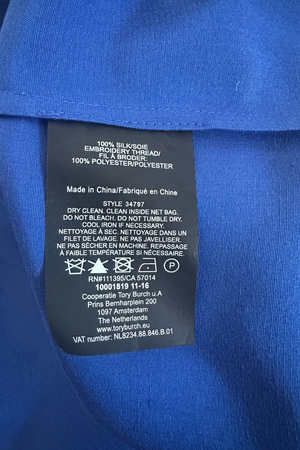 100% SILK/SOIE
EMBROIDERY THREAD/
FIL À BRODER:
100% POLYESTER/POLYESTER
Made in China/Fabriqué en Chine
STYLE 34797
DRY CLEAN. CLEAN INSIDE NET BAG.
DO NOT BLEACH. DO NOT TUMBLE DRY.
COOL IRON IF NECESSARY.
NETTOYAGE À SEC. NETTOYAGE DANS UN
FILET DE LAVAGE. NE PAS JAVELLISER.
NE PAS SÉCHER EN MACHINE. REPASSAGE
À FAIBLE TEMPÉRATURE SI NÉCESSAIRE.
P
RN#111395/CA 57014
10001819 11-16
Cooperatie Tory Burch u.A
Prins Bernharplein 200
1097 Amsterdam
The Netherlands
www.toryburch.eu
VAT number: NL8234.88.846.B.01